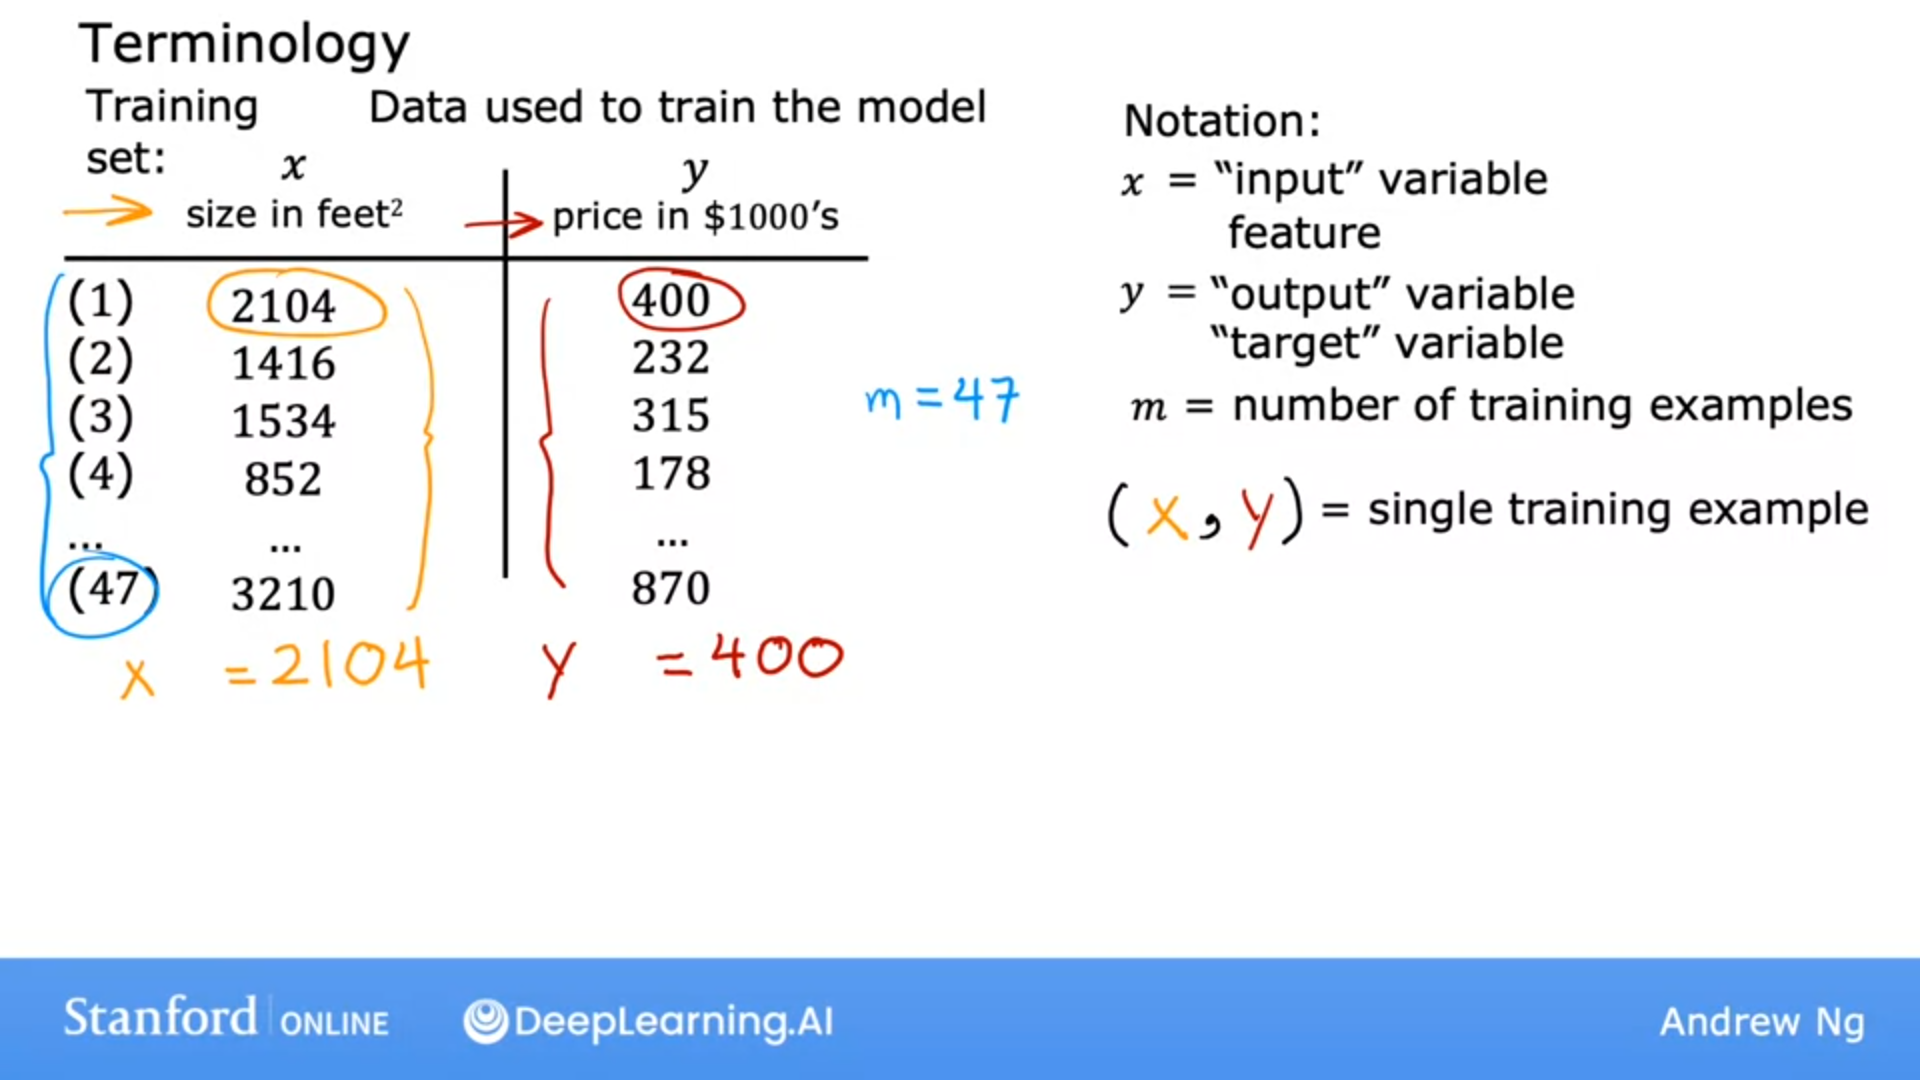 Terminology
Training set: Data used to train the model
x y
size in feet² price in $1000's
(1) 2104 400
(2) 1416 232
(3) 1534 315
(4) 852 178
... ... ...
(47) 3210 870
x = 2104 y = 400
m = 47
Notation:
x = “input” variable
feature
y = “output” variable
“target” variable
m = number of training examples
(x, y) = single training example
Stanford ONLINE DeepLearning.AI Andrew Ng